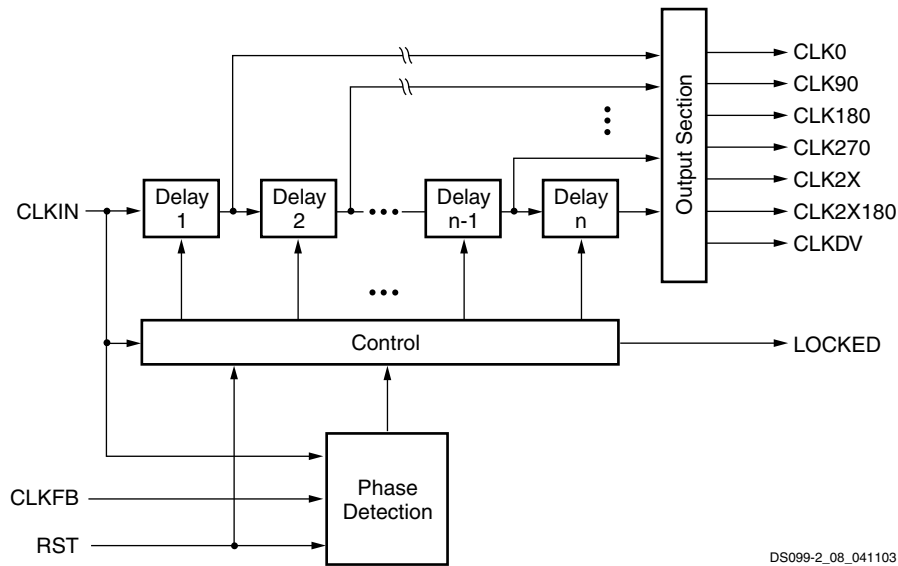 CLK0
CLK90
CLK180
CLK270
CLK2X
CLK2X180
CLKDV
Output Section
CLKIN
Delay
1
Delay
2
Delay
n-1
Delay
n
Control
LOCKED
Phase
Detection
CLKFB
RST
DS099-2_08_041103